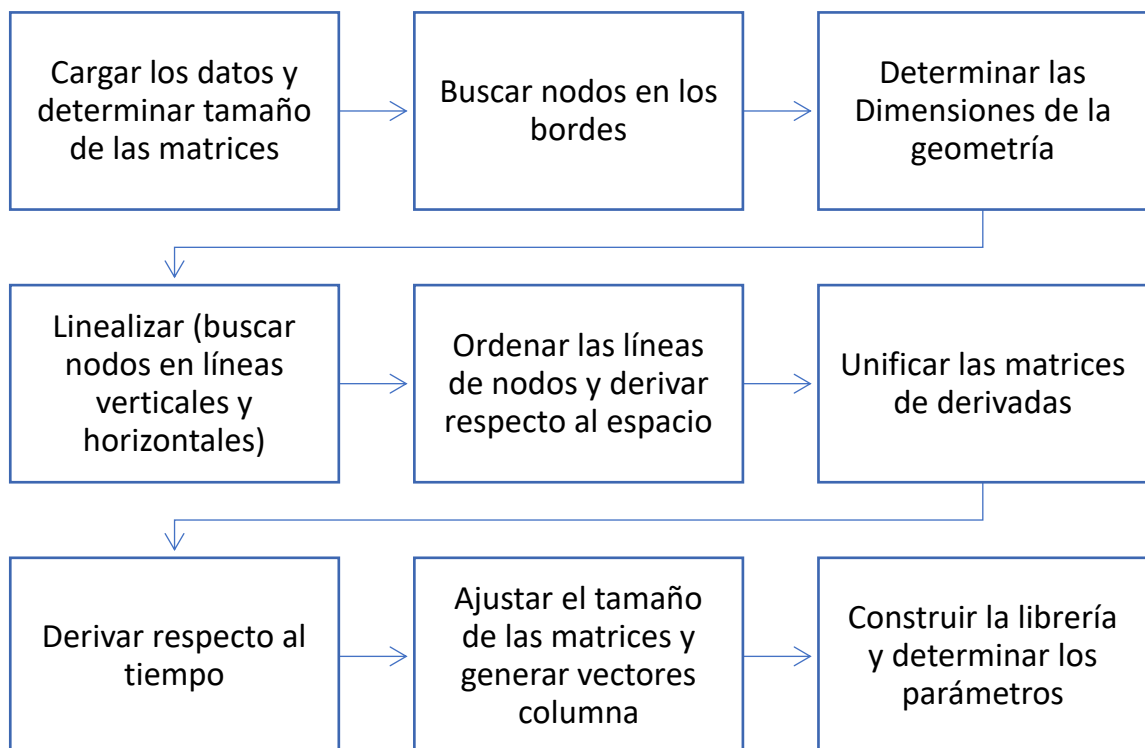 Cargar los datos y
determinar tamaño
de las matrices
Buscar nodos en los
bordes
Determinar las
Dimensiones de la
geometría
Linealizar (buscar
nodos en líneas
verticales y
horizontales)
Ordenar las líneas
de nodos y derivar
respecto al espacio
Unificar las matrices
de derivadas
Derivar respecto al
tiempo
Ajustar el tamaño
de las matrices y
generar vectores
columna
Construir la librería
y determinar los
parámetros